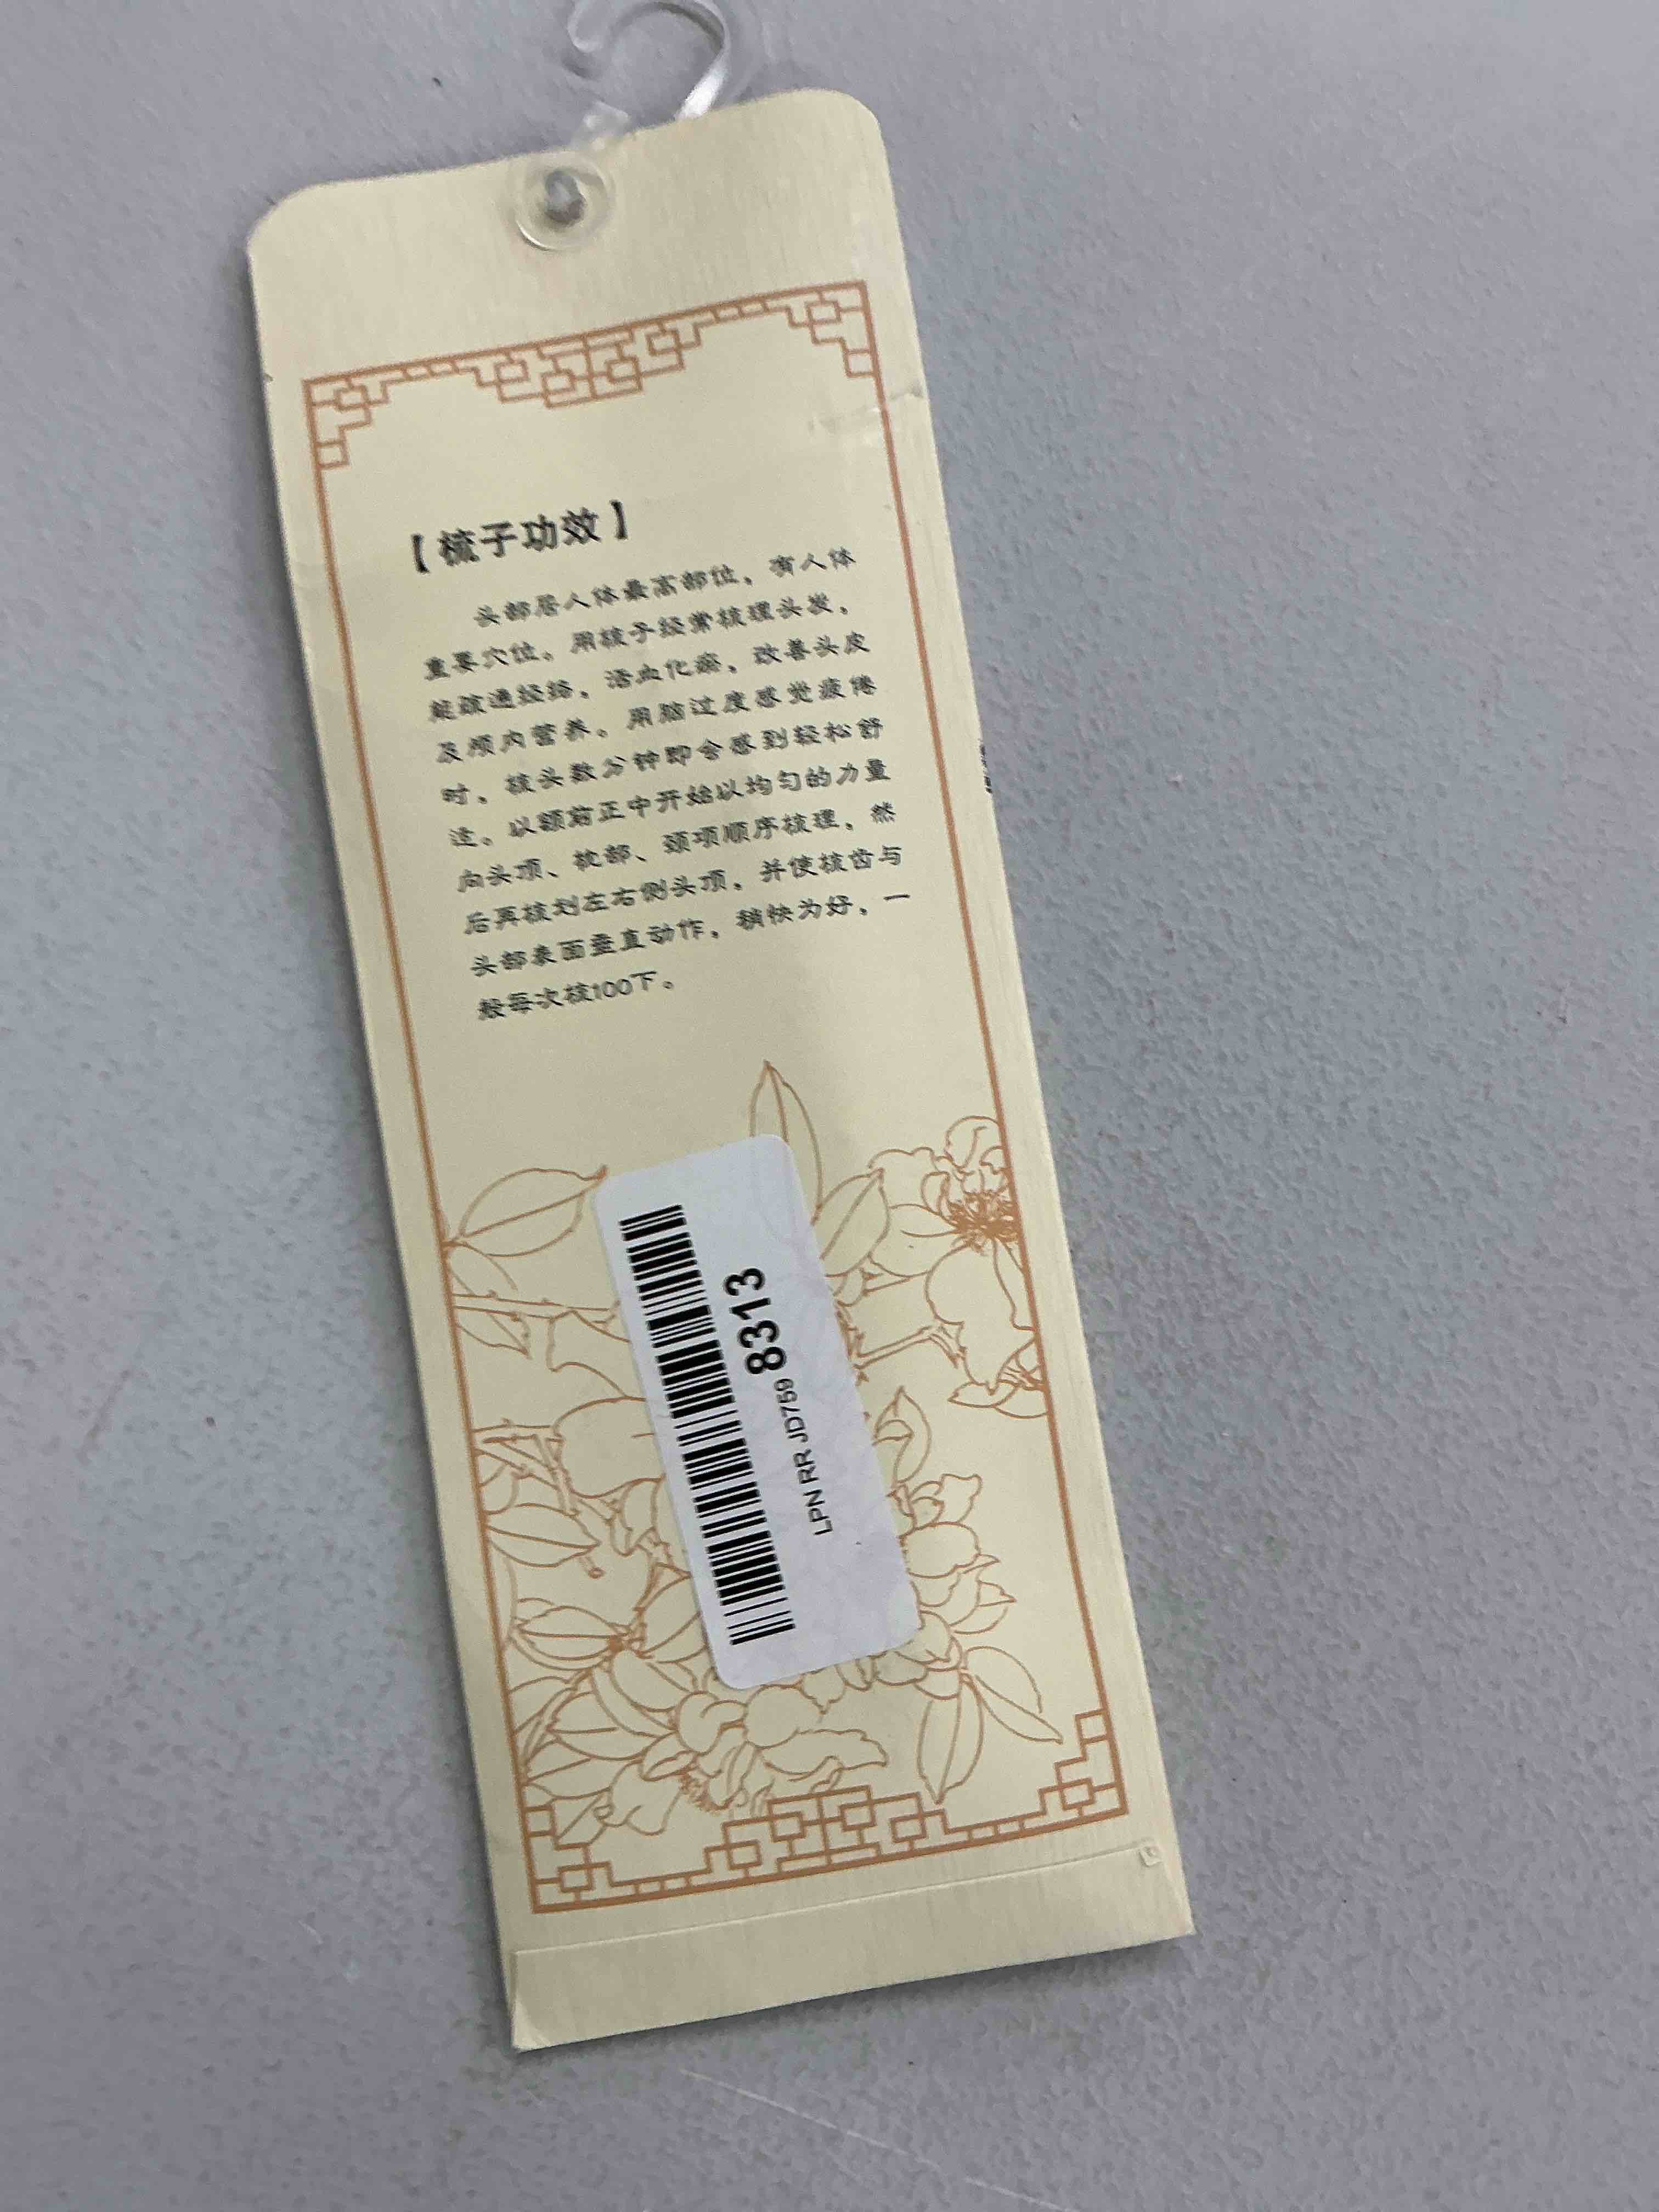 【梳子功效】
头部居人体最高部位，有人体
重要穴位。用梳子经常梳理头发，
能疏通经络，活血化瘀，改善头皮
及颅内营养。用脑过度感觉疲倦
时，梳头数分钟即会感到轻松舒
适。以额前正中开始以均匀的力量
向头顶、枕部、颈项顺序梳理，然
后再梳划左右侧头顶，并使梳齿与
头部表面垂直动作，稍快为好，一
般每次梳100下。
LPN RR JD759 8313